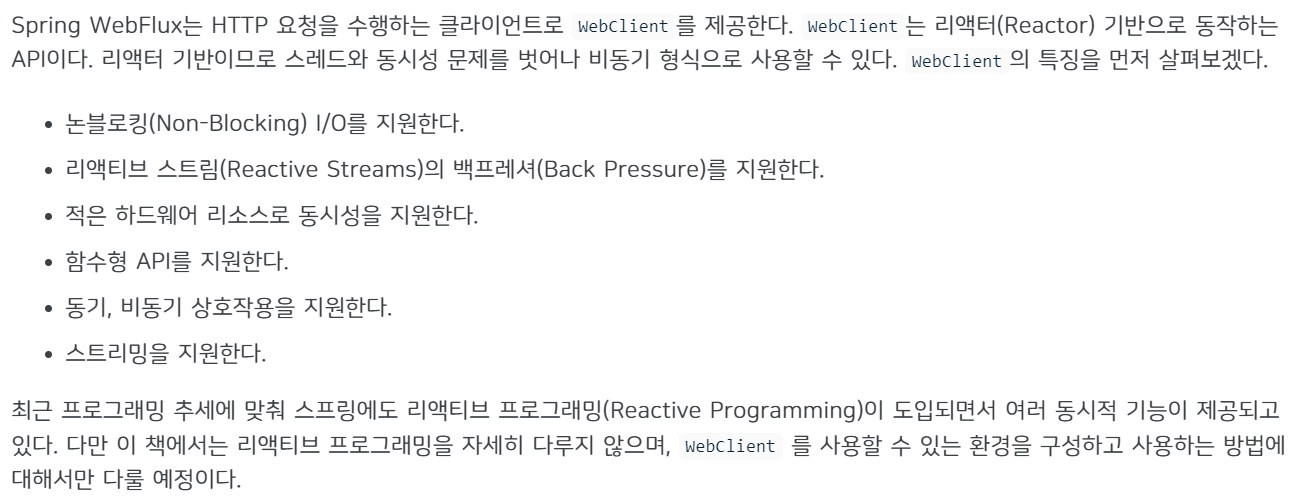 Spring WebFlux는 HTTP 요청을 수행하는 클라이언트로 WebClient 를 제공한다. WebClient 는 리액터(Reactor) 기반으로 동작하는
API이다. 리액터 기반이므로 스레드와 동시성 문제를 벗어나 비동기 형식으로 사용할 수 있다. WebClient 의 특징을 먼저 살펴보겠다.
• 논블로킹(Non-Blocking) I/O를 지원한다.
• 리액티브 스트림(Reactive Streams)의 백프레셔(Back Pressure)를 지원한다.
• 적은 하드웨어 리소스로 동시성을 지원한다.
• 함수형 API를 지원한다.
• 동기, 비동기 상호작용을 지원한다.
• 스트리밍을 지원한다.
최근 프로그래밍 추세에 맞춰 스프링에도 리액티브 프로그래밍(Reactive Programming)이 도입되면서 여러 동시적 기능이 제공되고
있다. 다만 이 책에서는 리액티브 프로그래밍을 자세히 다루지 않으며, WebClient 를 사용할 수 있는 환경을 구성하고 사용하는 방법에
대해서만 다룰 예정이다.